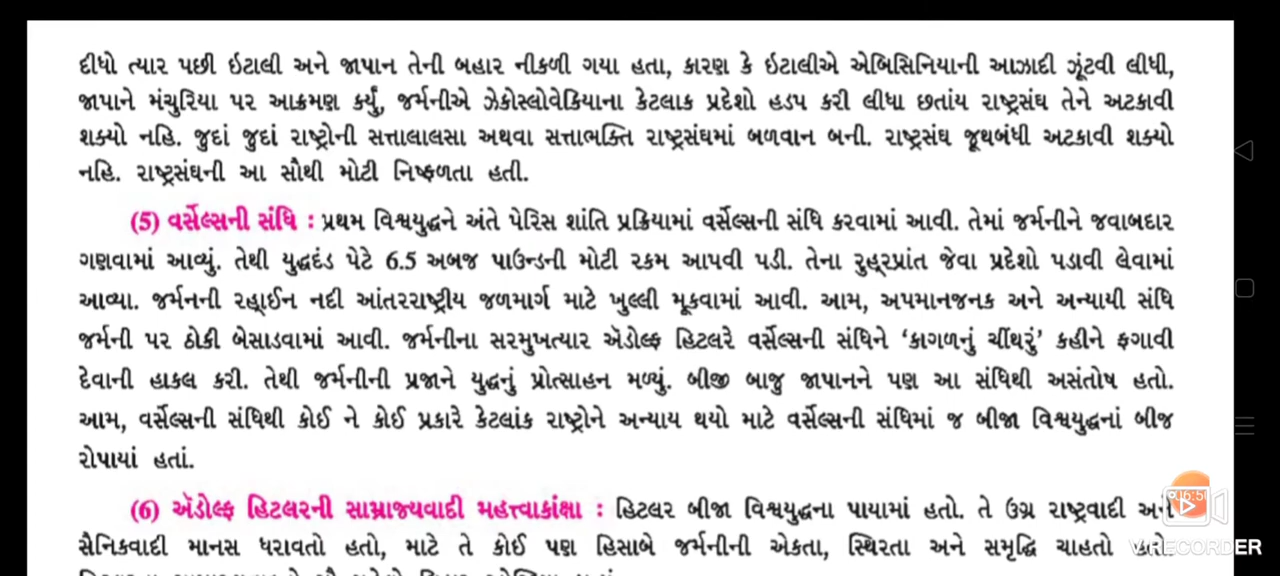 દીધો ત્યાર પછી ઇટાલી અને જાપાન તેની બહાર નીકળી ગયા હતા, કારણ કે ઇટાલીએ એબિસિનિયાની આઝાદી ઝૂંટવી લીધી,
જાપાને મંચુરિયા પર આક્રમણ કર્યું, જર્મનીએ ઝેકોસ્લોવેકિયાના કેટલાક પ્રદેશો હડપ કરી લીધા છતાંય રાષ્ટ્રસંઘ તેને અટકાવી
શક્યો નહિ. જુદાં જુદાં રાષ્ટ્રોની સત્તાલાલસા અથવા સત્તાભક્તિ રાષ્ટ્રસંઘમાં બળવાન બની. રાષ્ટ્રસંઘ જૂથબંધી અટકાવી શક્યો
નહિ. રાષ્ટ્રસંઘની આ સૌથી મોટી નિષ્ફળતા હતી.
(5) વર્સેલ્સની સંધિ : પ્રથમ વિશ્વયુદ્ધને અંતે પેરિસ શાંતિ પ્રક્રિયામાં વર્સેલ્સની સંધિ કરવામાં આવી. તેમાં જર્મનીને જવાબદાર
ગણવામાં આવ્યું. તેથી યુદ્ધદંડ પેટે 6.5 અબજ પાઉન્ડની મોટી રકમ આપવી પડી. તેના રુહ્રપ્રાંત જેવા પ્રદેશો પડાવી લેવામાં
આવ્યા. જર્મનની રહાઈન નદી આંતરરાષ્ટ્રીય જળમાર્ગ માટે ખુલ્લી મૂકવામાં આવી. આમ, અપમાનજનક અને અન્યાયી સંધિ
જર્મની પર ઠોકી બેસાડવામાં આવી. જર્મનીના સરમુખત્યાર ઍડોલ્ફ હિટલરે વર્સેલ્સની સંધિને ‘કાગળનું ચીંથરું’ કહીને ફગાવી
દેવાની હાકલ કરી. તેથી જર્મનીની પ્રજાને યુદ્ધનું પ્રોત્સાહન મળ્યું. બીજી બાજુ જાપાનને પણ આ સંધિથી અસંતોષ હતો.
આમ, વર્સેલ્સની સંધિથી કોઈ ને કોઈ પ્રકારે કેટલાંક રાષ્ટ્રોને અન્યાય થયો માટે વર્સેલ્સની સંધિમાં જ બીજા વિશ્વયુદ્ધનાં બીજ
રોપાયાં હતાં.
(6) ઍડોલ્ફ હિટલરની સામ્રાજ્યવાદી મહત્ત્વાકાંક્ષા : હિટલર બીજા વિશ્વયુદ્ધના પાયામાં હતો. તે ઉગ્ર રાષ્ટ્રવાદી અને
સૈનિકવાદી માનસ ધરાવતો હતો, માટે તે કોઈ પણ હિસાબે જર્મનીની એકતા, સ્થિરતા અને સમૃદ્ધિ ચાહતો હતો.
V.RECORDER